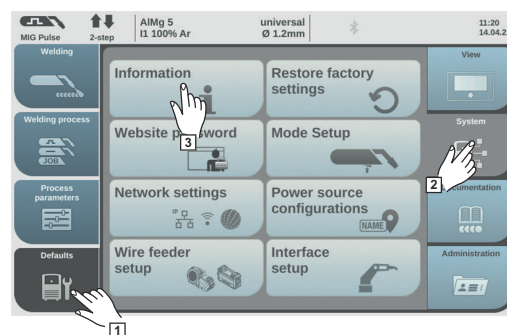 MIG Pulse
2-step
AlMg 5
I1 100% Ar
universal
Ø 1.2mm
11:20
14.04.2
Welding
Welding process
JOB
Process
parameters
Defaults
Information
Restore factory
settings
Website password
Mode Setup
Network settings
IP
Power source
configurations
NAME
Wire feeder
setup
Interface
setup
View
System
Documentation
Administration
1
2
3